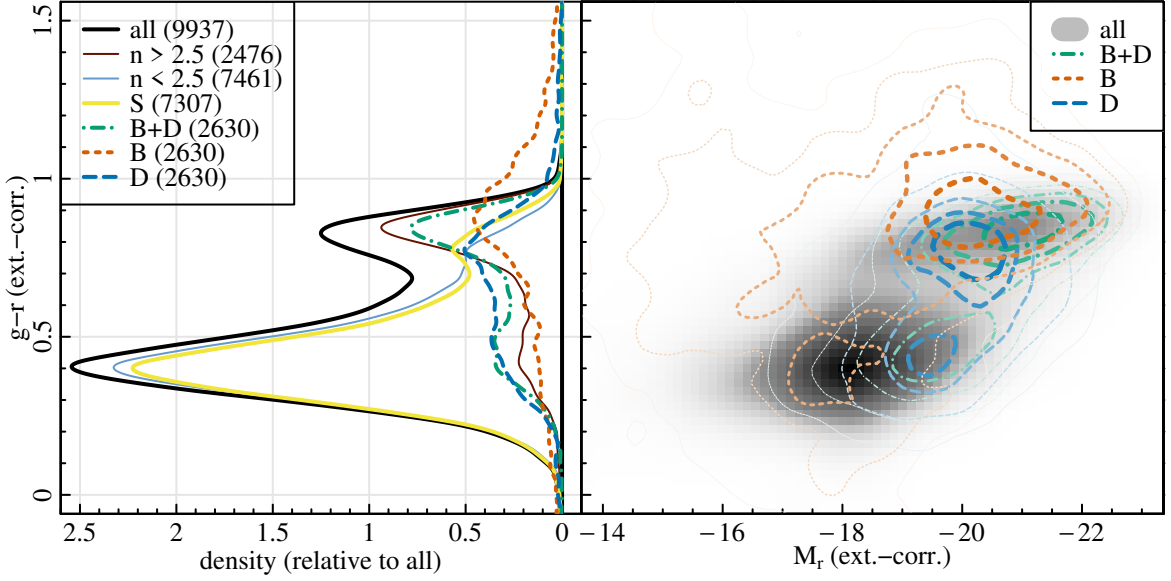 all (9937)
n > 2.5 (2476)
n < 2.5 (7461)
S (7307)
B+D (2630)
B (2630)
D (2630)
g−r (ext.−corr.)
1.5
1
0.5
0
2.5 2 1.5 1 0.5 0
density (relative to all)
all
B+D
B
D
−14 −16 −18 −20 −22
M_r (ext.−corr.)